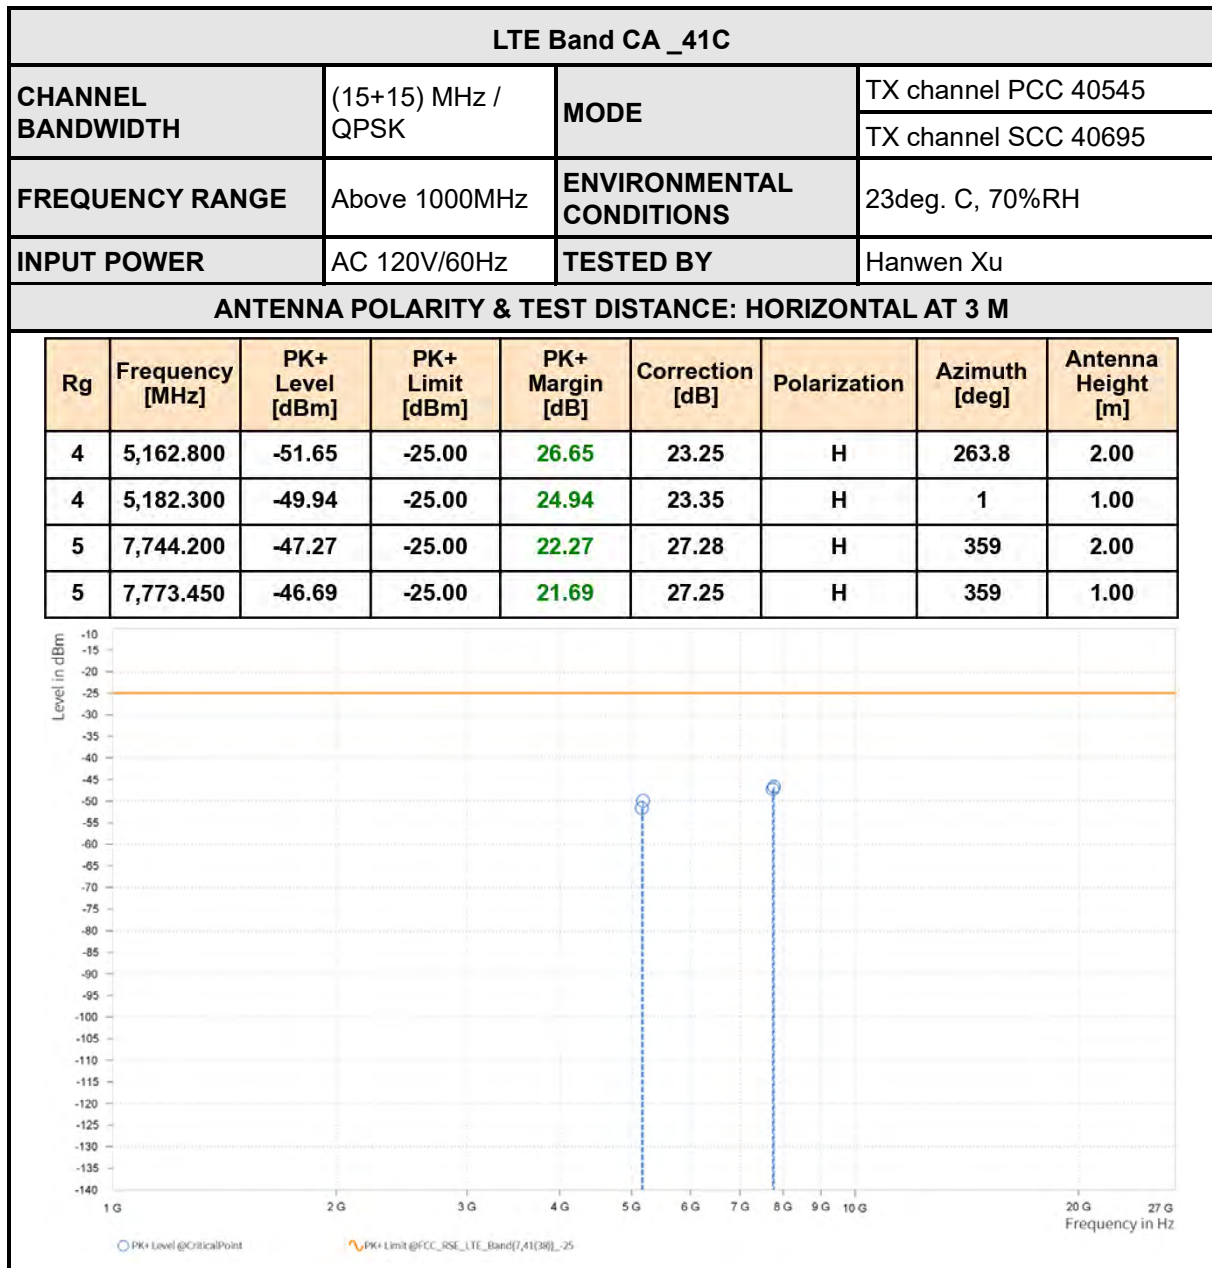 LTE Band CA _41C
CHANNEL BANDWIDTH
(15+15) MHz / QPSK
MODE
TX channel PCC 40545
TX channel SCC 40695
FREQUENCY RANGE
Above 1000MHz
ENVIRONMENTAL CONDITIONS
23deg. C, 70%RH
INPUT POWER
AC 120V/60Hz
TESTED BY
Hanwen Xu
ANTENNA POLARITY & TEST DISTANCE: HORIZONTAL AT 3 M
Rg Frequency [MHz] PK+ Level [dBm] PK+ Limit [dBm] PK+ Margin [dB] Correction [dB] Polarization Azimuth [deg] Antenna Height [m]
4 5,162.800 -51.65 -25.00 26.65 23.25 H 263.8 2.00
4 5,182.300 -49.94 -25.00 24.94 23.35 H 1 1.00
5 7,744.200 -47.27 -25.00 22.27 27.28 H 359 2.00
5 7,773.450 -46.69 -25.00 21.69 27.25 H 359 1.00
Level in dBm
-10
-15
-20
-25
-30
-35
-40
-45
-50
-55
-60
-65
-70
-75
-80
-85
-90
-95
-100
-105
-110
-115
-120
-125
-130
-135
-140
1 G 2 G 3 G 4 G 5 G 6 G 7 G 8 G 9 G 10 G 20 G 27 G
Frequency in Hz
PK+ Level @CriticalPoint
PK+ Limit @FCC_RSE_LTE_Band(7,41(38))_-25